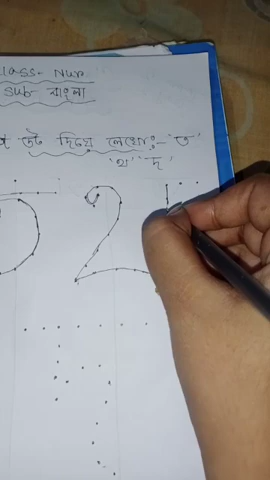 class- Nur
Sub- বাংলা
ডট দিয়ে লেখো:- 'ত'
'থ' 'দ'